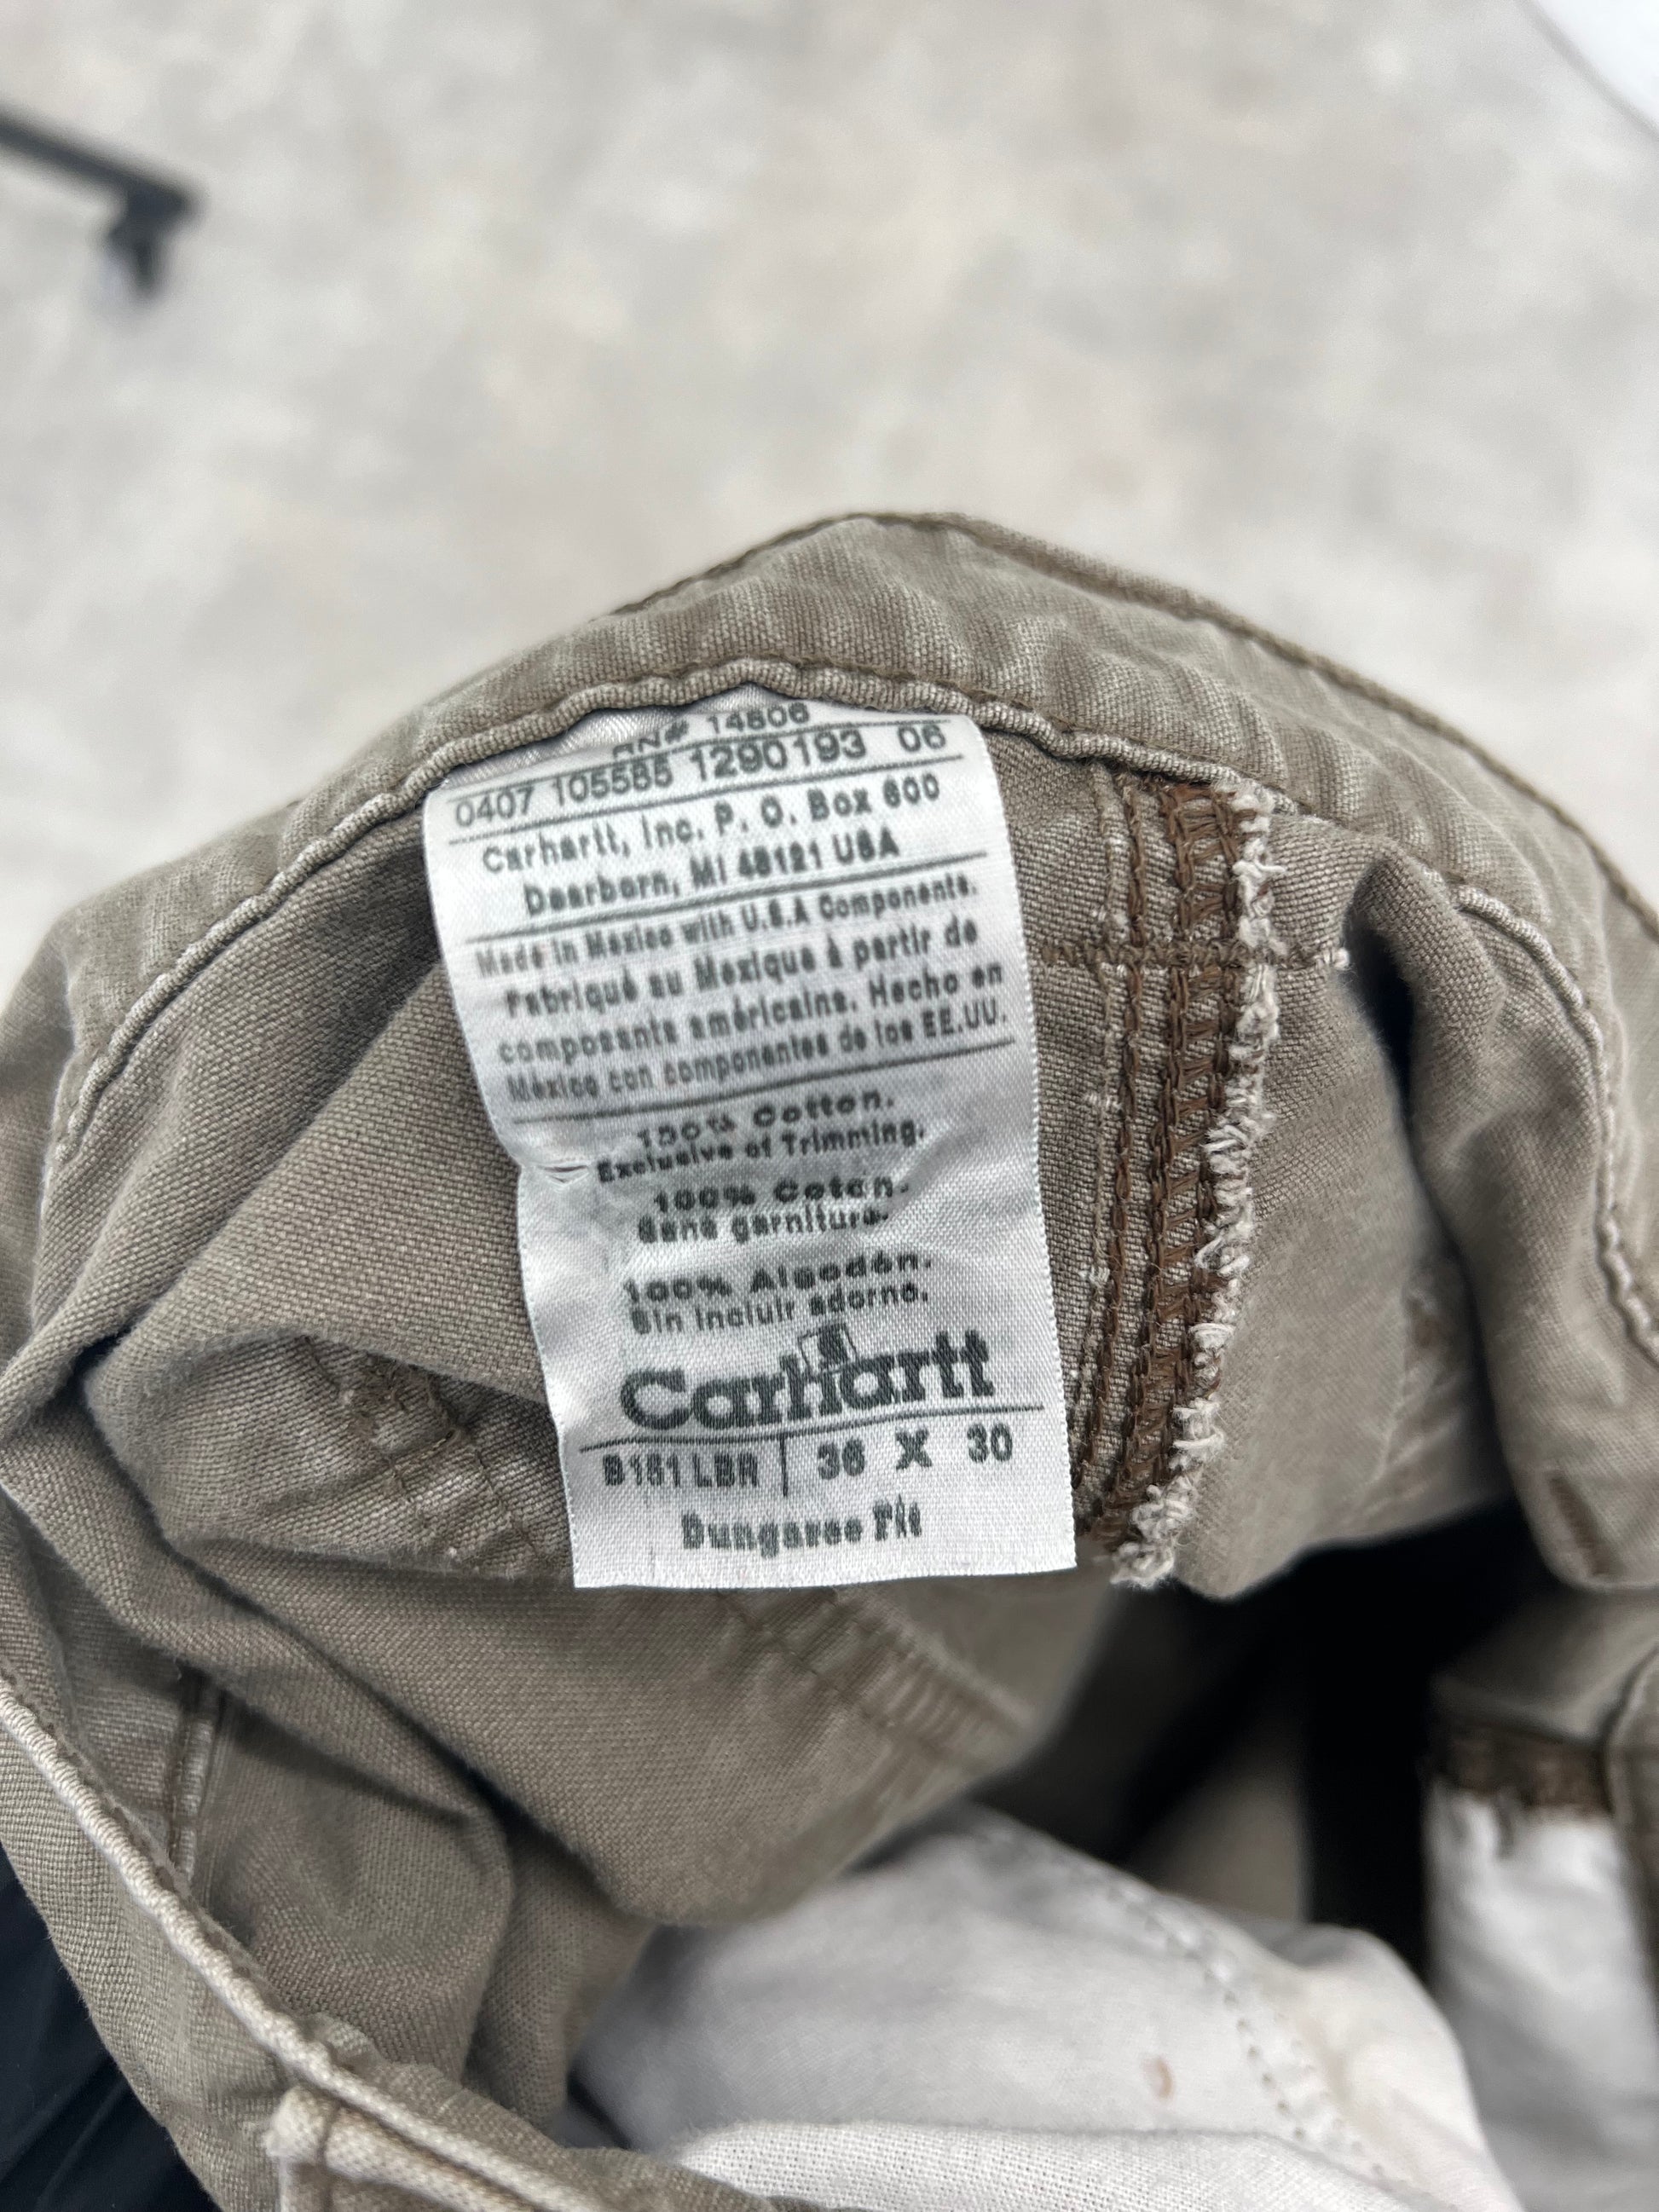 RN# 14806
0407 105585 1290193 06
Carhartt, Inc. P. O. Box 600
Dearborn, MI 48121 USA
Made in Mexico with U.S.A Components.
Fabriqué au Mexique à partir de
composants américains. Hecho en
México con componentes de los EE.UU.
100% Cotton.
Exclusive of Trimming.
100% Coton.
Sans garniture.
100% Algodón.
Sin incluir adorno.
Carhartt
B151 LBR 36 X 30
Dungaree Fit